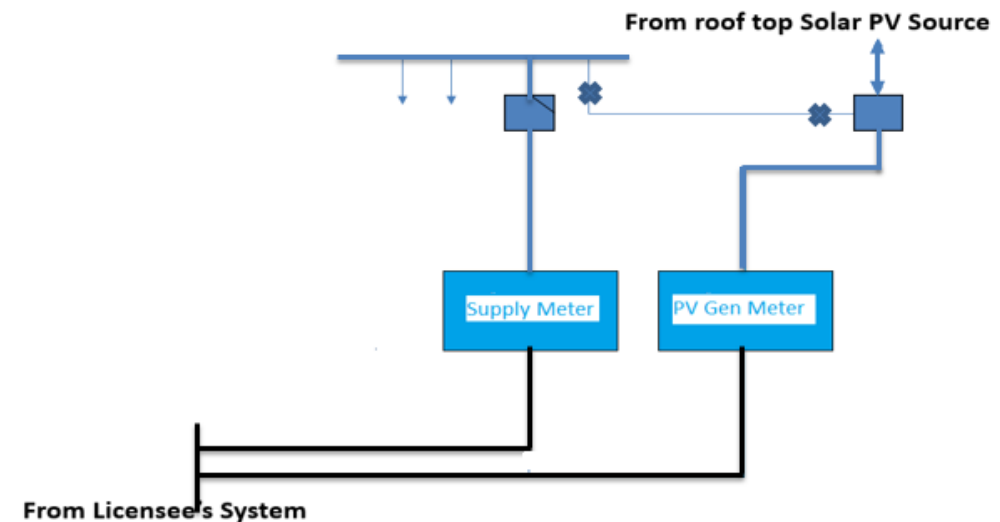 From roof top Solar PV Source
Supply Meter
PV Gen Meter
From Licensee's System